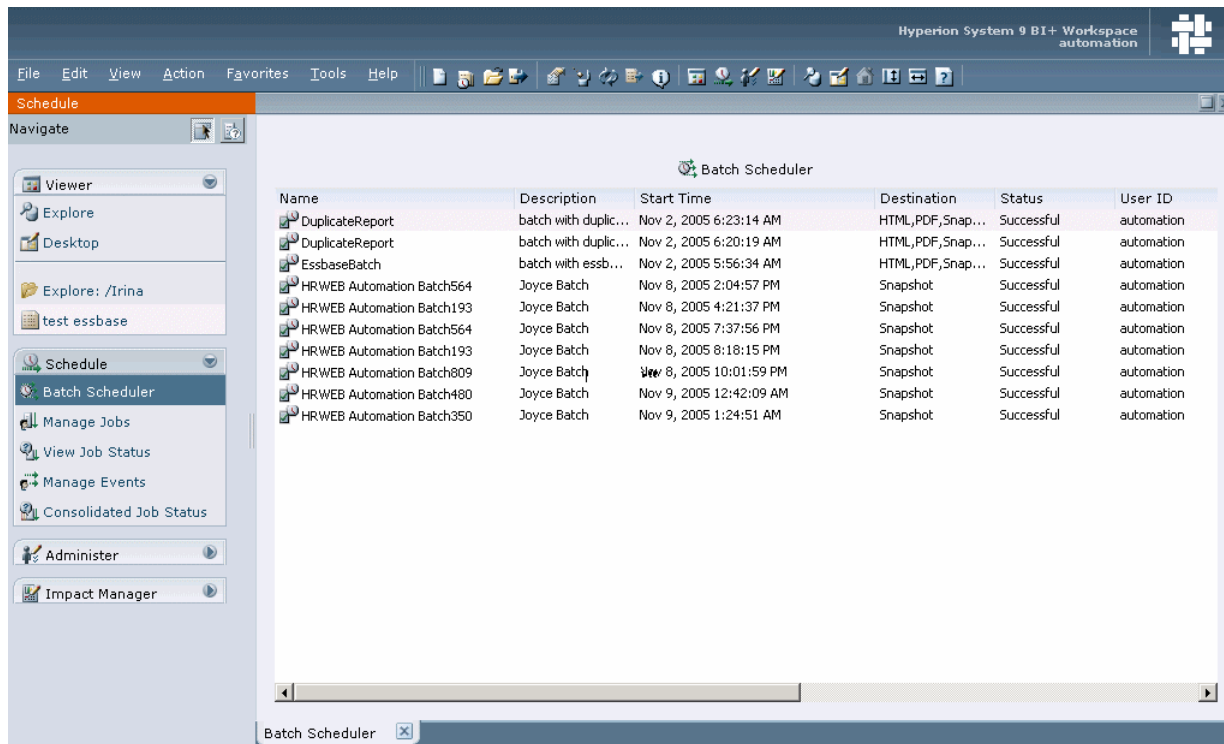 Hyperion System 9 BI+ Workspace
automation
File Edit View Action Favorites Tools Help
Schedule
Navigate
Viewer
Explore
Desktop
Explore: /Irina
test essbase
Schedule
Batch Scheduler
Manage Jobs
View Job Status
Manage Events
Consolidated Job Status
Administer
Impact Manager
Batch Scheduler
Name Description Start Time Destination Status User ID
DuplicateReport batch with duplic... Nov 2, 2005 6:23:14 AM HTML,PDF,Snap... Successful automation
DuplicateReport batch with duplic... Nov 2, 2005 6:20:19 AM HTML,PDF,Snap... Successful automation
EssbaseBatch batch with essb... Nov 2, 2005 5:56:34 AM HTML,PDF,Snap... Successful automation
HRWEB Automation Batch564 Joyce Batch Nov 8, 2005 2:04:57 PM Snapshot Successful automation
HRWEB Automation Batch193 Joyce Batch Nov 8, 2005 4:21:37 PM Snapshot Successful automation
HRWEB Automation Batch564 Joyce Batch Nov 8, 2005 7:37:56 PM Snapshot Successful automation
HRWEB Automation Batch193 Joyce Batch Nov 8, 2005 8:18:15 PM Snapshot Successful automation
HRWEB Automation Batch809 Joyce Batch 8, 2005 10:01:59 PM Snapshot Successful automation
HRWEB Automation Batch480 Joyce Batch Nov 9, 2005 12:42:09 AM Snapshot Successful automation
HRWEB Automation Batch350 Joyce Batch Nov 9, 2005 1:24:51 AM Snapshot Successful automation
Batch Scheduler